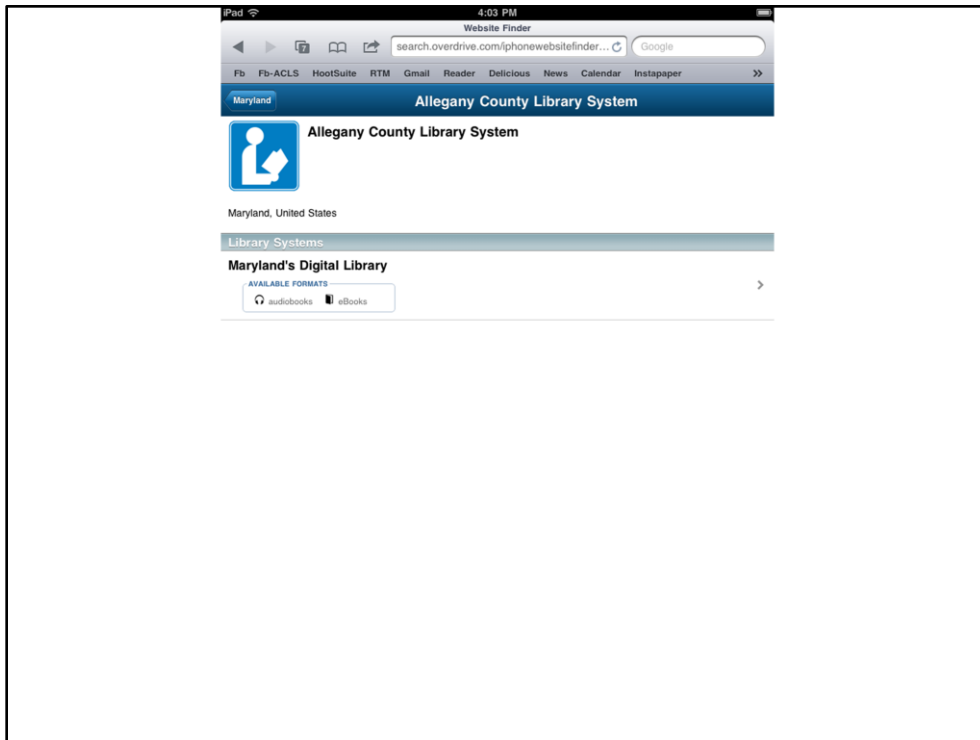 iPad 4:03 PM
Website Finder
7 search.overdrive.com/iphonewebsitefinder... Google
Fb Fb-ACLS HootSuite RTM Gmail Reader Delicious News Calendar Instapaper »
Maryland Allegany County Library System
Allegany County Library System
Maryland, United States
Library Systems
Maryland's Digital Library
AVAILABLE FORMATS
audiobooks eBooks